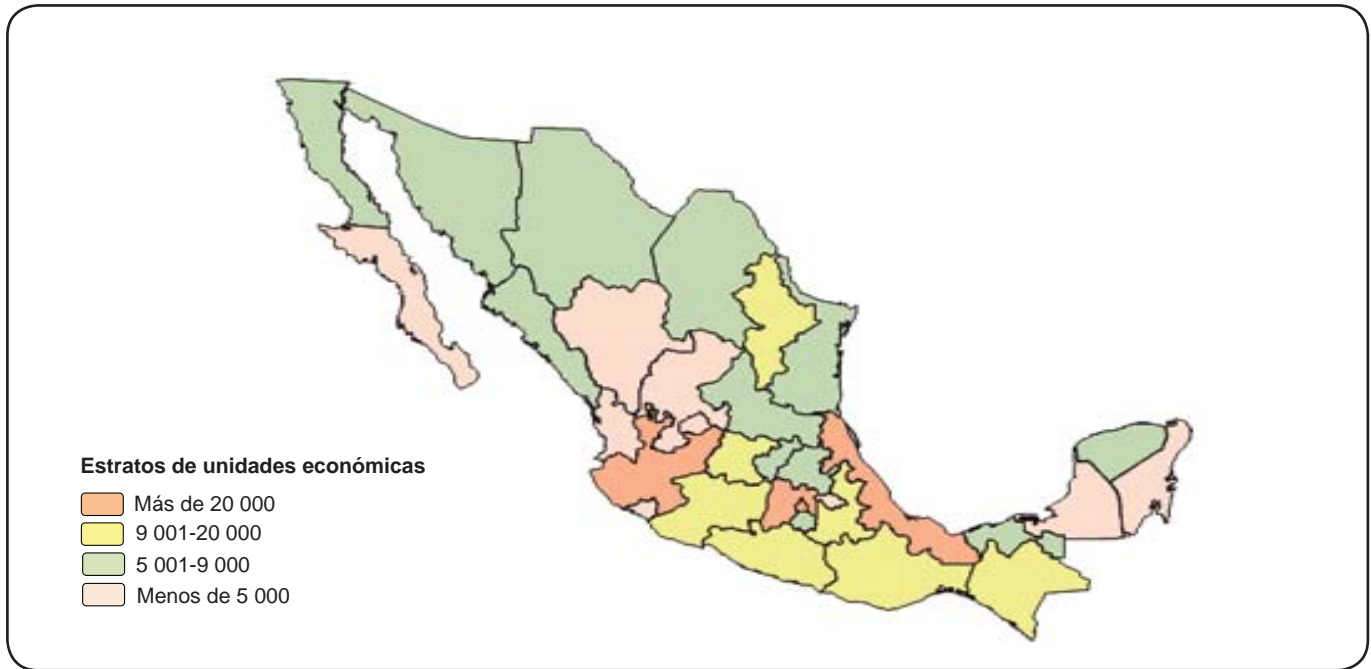 Estratos de unidades económicas
Más de 20 000
9 001-20 000
5 001-9 000
Menos de 5 000